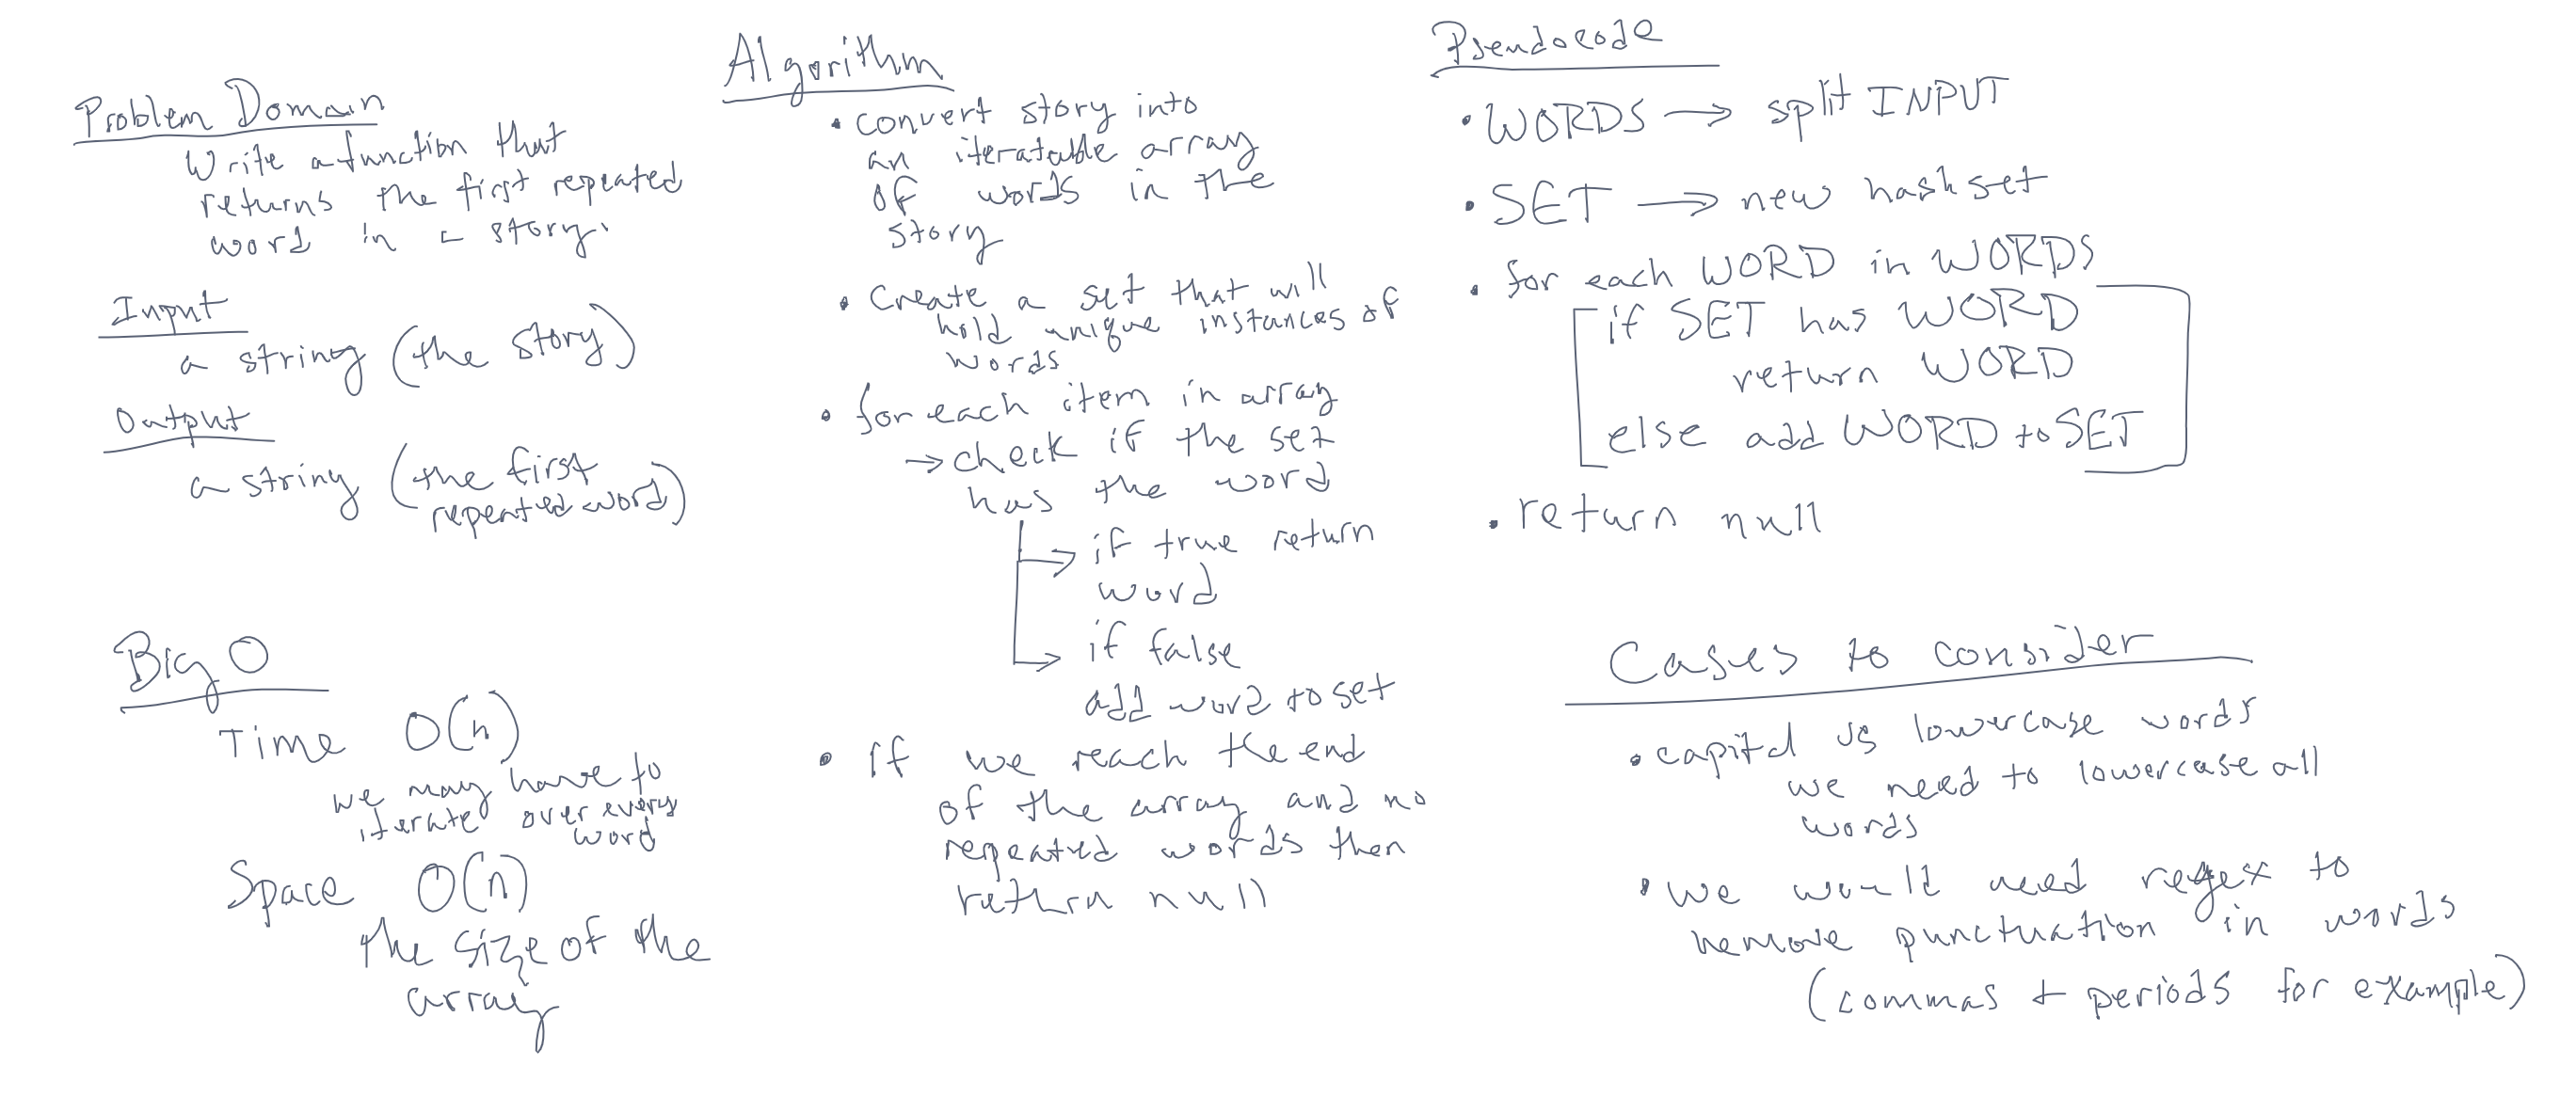 Problem Domain
Write a function that
returns the first repeated
word in a story.
Input
a string (the story)
Output
a string (the first
repeated word)
Big O
Time O(n)
we may have to
iterate over every
word
Space O(n)
the size of the
array
Algorithm
• convert story into
an iteratable array
of words in the
story
• Create a set that will
hold unique instances of
words
• for each item in array
→ check if the set
has the word
→ if true return
word
→ if false
add word to set
• If we reach the end
of the array and no
repeated words then
return null
Pseudocode
• WORDS → split INPUT
• SET → new hashset
• for each WORD in WORDS
if SET has WORD
return WORD
else add WORD to SET
• return null
Cases to consider
• capital vs lowercase words
we need to lowercase all
words
• we would need regex to
remove punctuation in words
(commas + periods for example)